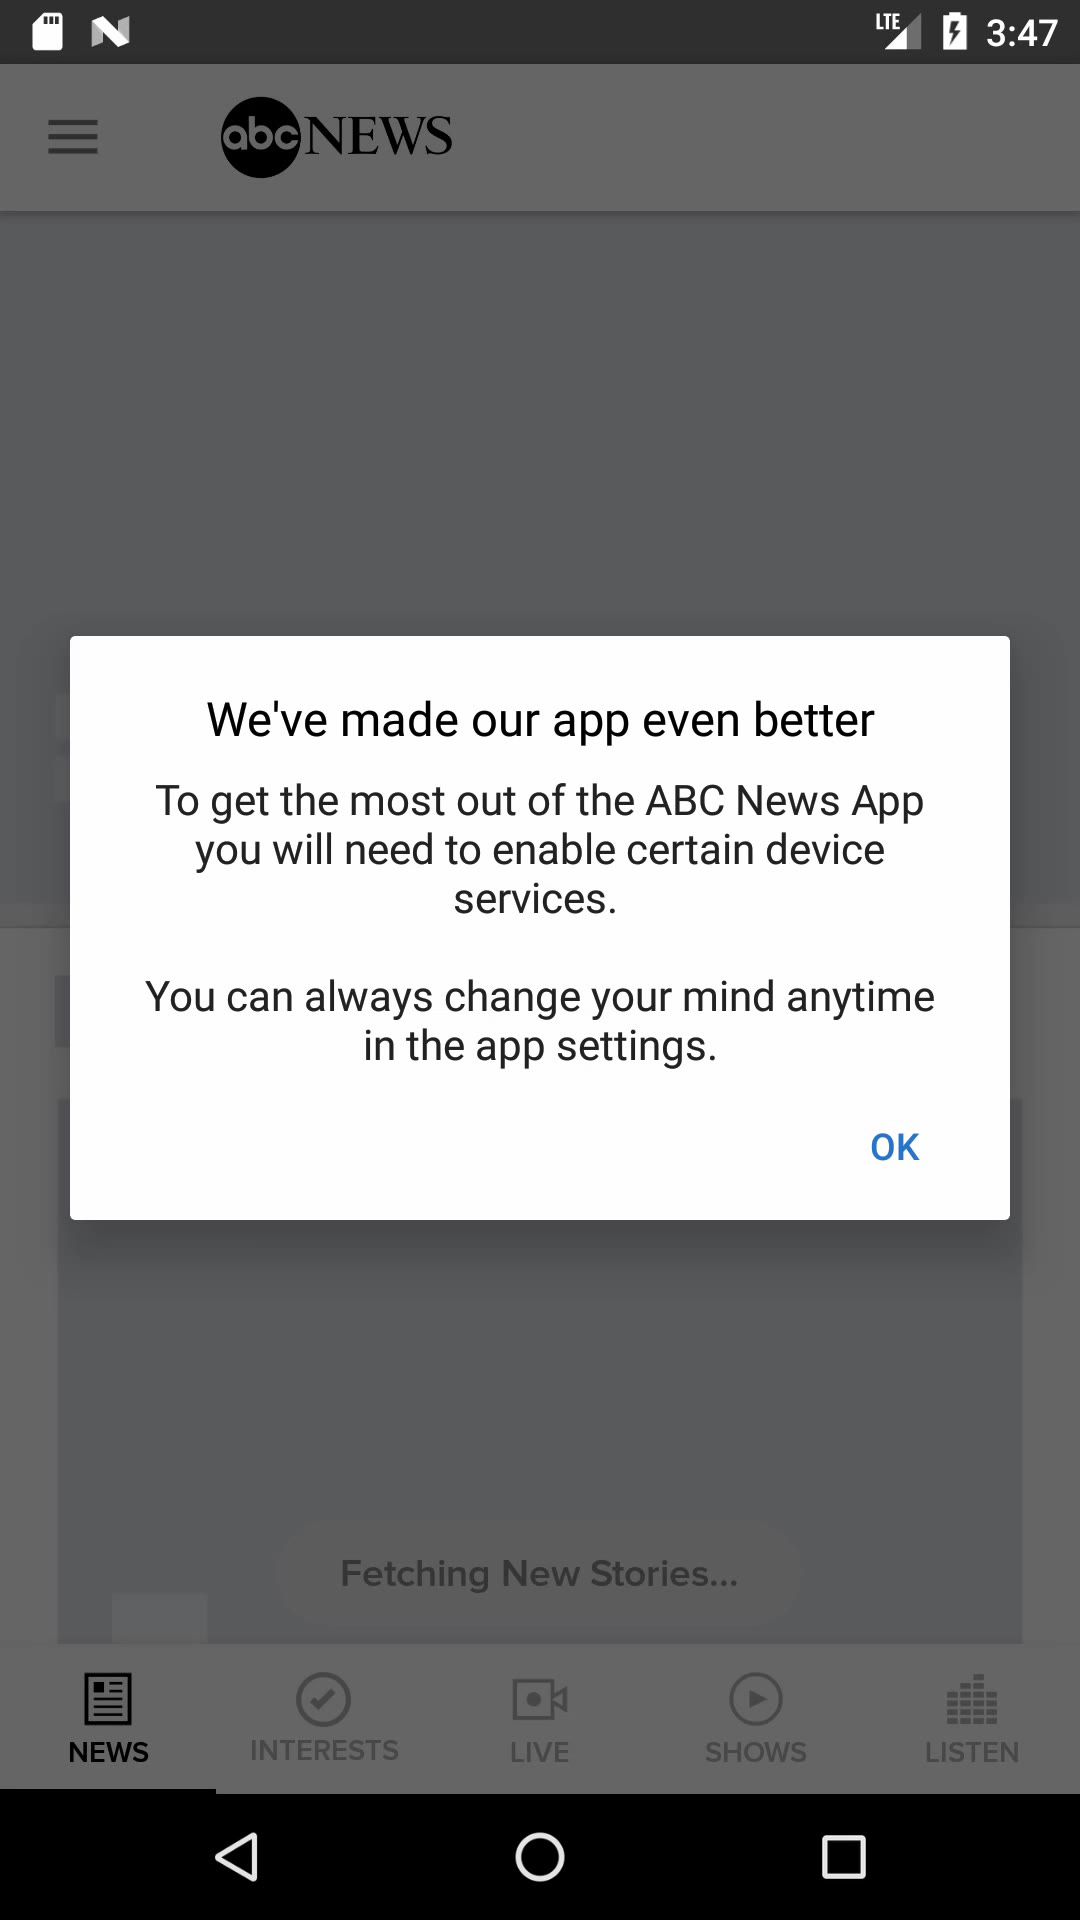 LTE 3:47
abc NEWS
We've made our app even better
To get the most out of the ABC News App
you will need to enable certain device
services.
You can always change your mind anytime
in the app settings.
OK
Fetching New Stories...
NEWS INTERESTS LIVE SHOWS LISTEN